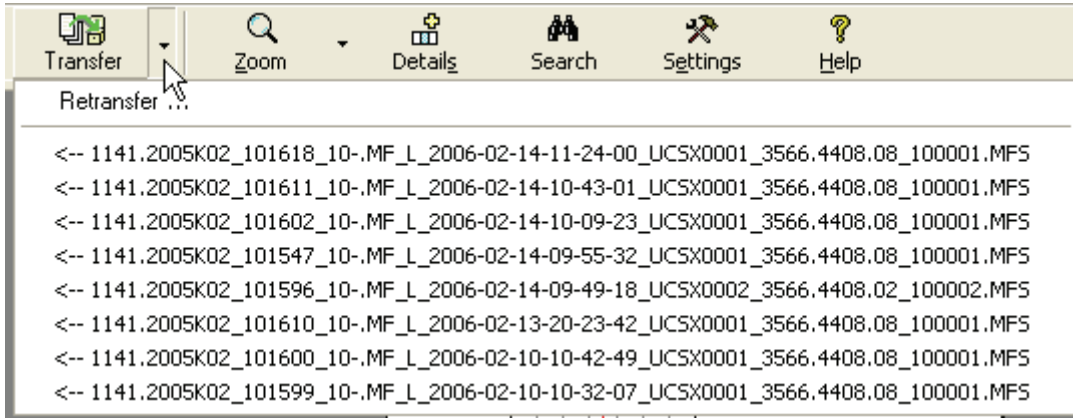 Transfer Zoom Details Search Settings Help
Retransfer ...
<-- 1141.2005K02_101618_10-.MF_L_2006-02-14-11-24-00_UCSX0001_3566.4408.08_100001.MFS
<-- 1141.2005K02_101611_10-.MF_L_2006-02-14-10-43-01_UCSX0001_3566.4408.08_100001.MFS
<-- 1141.2005K02_101602_10-.MF_L_2006-02-14-10-09-23_UCSX0001_3566.4408.08_100001.MFS
<-- 1141.2005K02_101547_10-.MF_L_2006-02-14-09-55-32_UCSX0001_3566.4408.08_100001.MFS
<-- 1141.2005K02_101596_10-.MF_L_2006-02-14-09-49-18_UCSX0002_3566.4408.02_100002.MFS
<-- 1141.2005K02_101610_10-.MF_L_2006-02-13-20-23-42_UCSX0001_3566.4408.08_100001.MFS
<-- 1141.2005K02_101600_10-.MF_L_2006-02-10-10-42-49_UCSX0001_3566.4408.08_100001.MFS
<-- 1141.2005K02_101599_10-.MF_L_2006-02-10-10-32-07_UCSX0001_3566.4408.08_100001.MFS